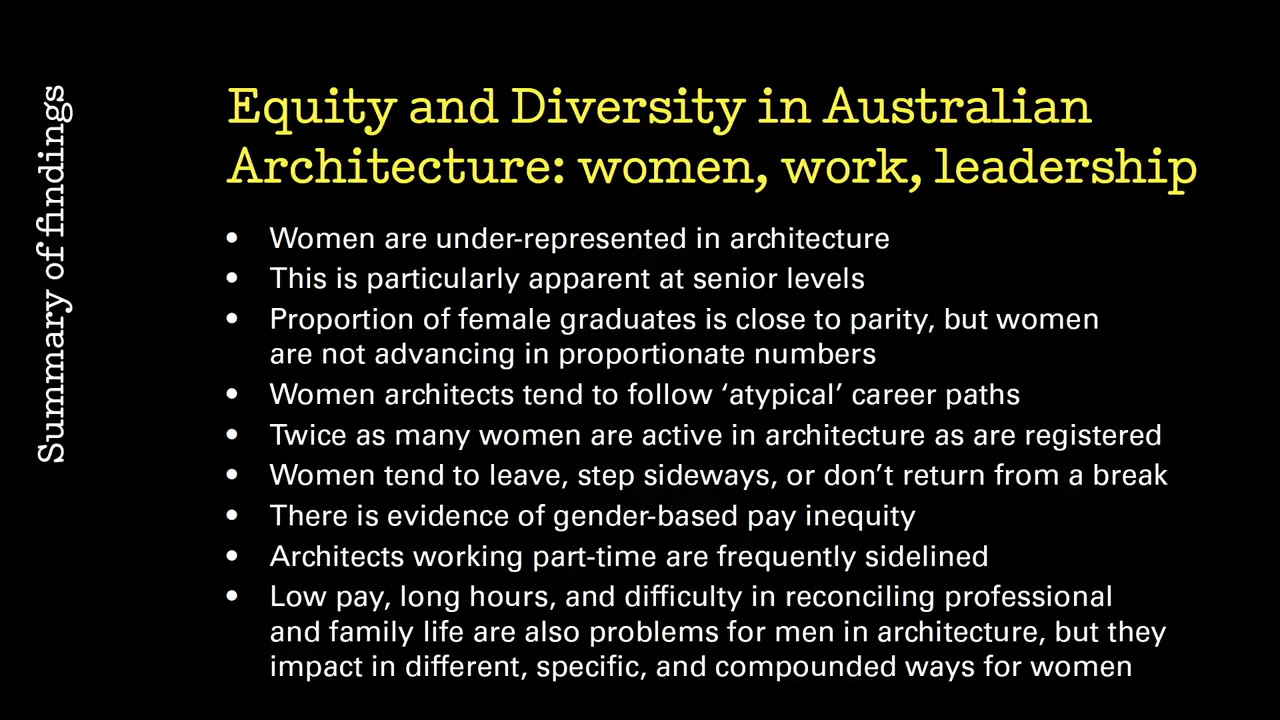 Summary of findings
Equity and Diversity in Australian
Architecture: women, work, leadership
• Women are under-represented in architecture
• This is particularly apparent at senior levels
• Proportion of female graduates is close to parity, but women
are not advancing in proportionate numbers
• Women architects tend to follow ‘atypical’ career paths
• Twice as many women are active in architecture as are registered
• Women tend to leave, step sideways, or don’t return from a break
• There is evidence of gender-based pay inequity
• Architects working part-time are frequently sidelined
• Low pay, long hours, and difficulty in reconciling professional
and family life are also problems for men in architecture, but they
impact in different, specific, and compounded ways for women